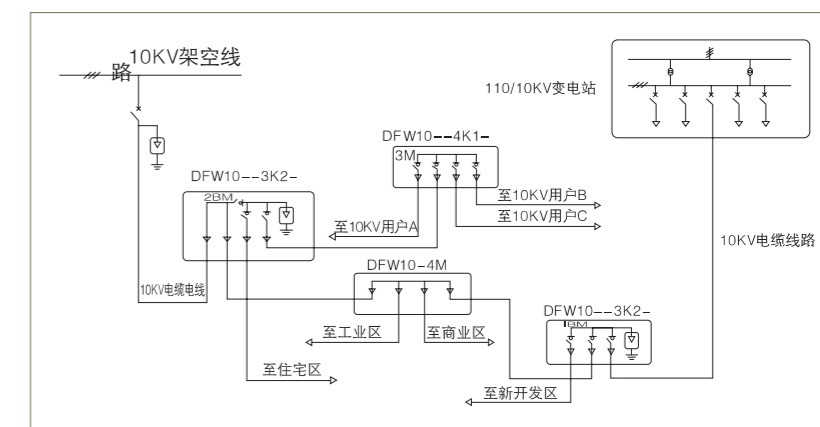 10KV架空线
路
110/10KV变电站
DFW10--4K1-
3M
DFW10--3K2-
2BM
至10KV用户B
至10KV用户A
至10KV用户C
10KV电缆线路
DFW10-4M
10KV电缆电线
DFW10--3K2-
1BM
至工业区
至商业区
至住宅区
至新开发区